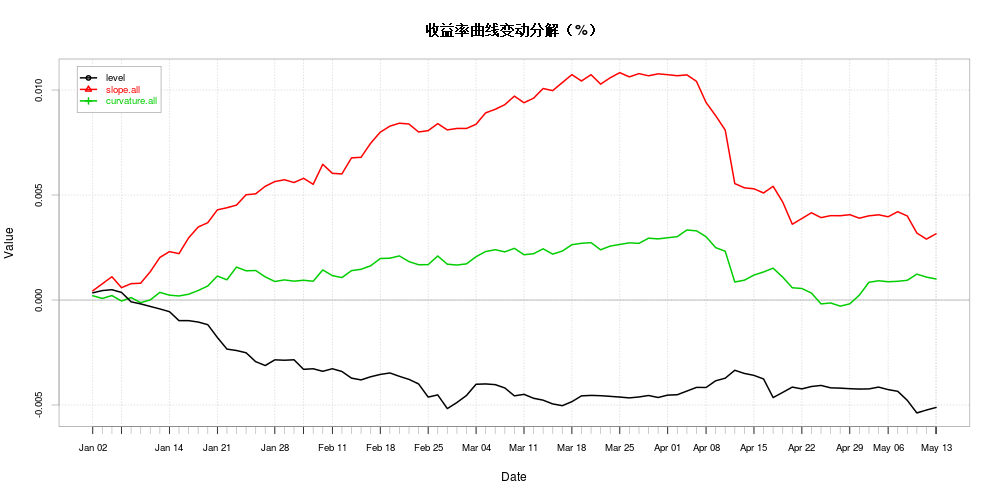 收益率曲线变动分解（%）
level
slope.all
curvature.all
0.010
0.005
0.000
-0.005
Value
Jan 02 Jan 14 Jan 21 Jan 28 Feb 11 Feb 18 Feb 25 Mar 04 Mar 11 Mar 18 Mar 25 Apr 01 Apr 08 Apr 15 Apr 22 Apr 29 May 06 May 13
Date